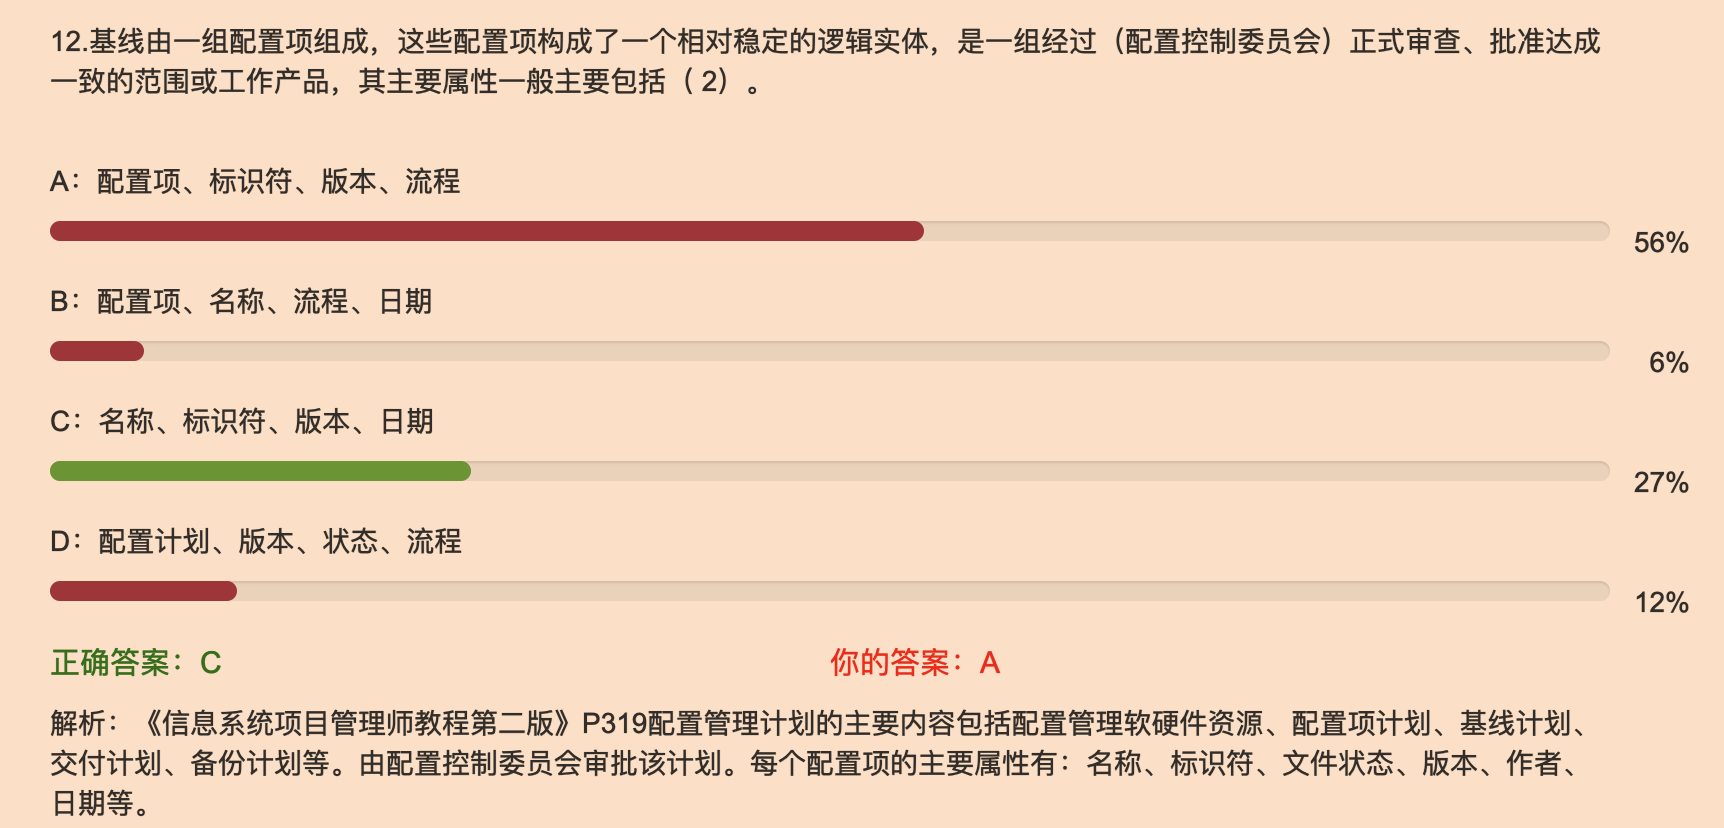 12.基线由一组配置项组成，这些配置项构成了一个相对稳定的逻辑实体，是一组经过（配置控制委员会）正式审查、批准达成
一致的范围或工作产品，其主要属性一般主要包括（ 2）。
A：配置项、标识符、版本、流程
56%
B：配置项、名称、流程、日期
6%
C：名称、标识符、版本、日期
27%
D：配置计划、版本、状态、流程
12%
正确答案：C
你的答案：A
解析：《信息系统项目管理师教程第二版》P319配置管理计划的主要内容包括配置管理软硬件资源、配置项计划、基线计划、
交付计划、备份计划等。由配置控制委员会审批该计划。每个配置项的主要属性有：名称、标识符、文件状态、版本、作者、
日期等。